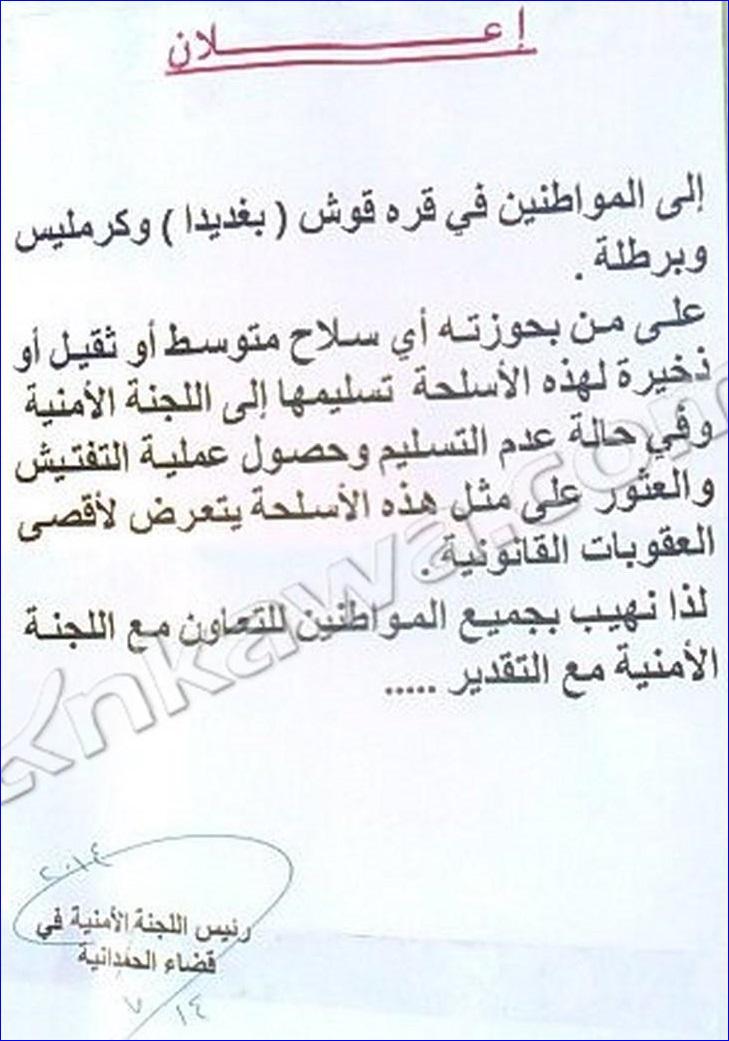 إعـــــــــلان
إلى المواطنين في قره قوش ( بغديدا ) وكرمليس
وبرطلة .
على من بحوزته أي سلاح متوسط أو ثقيل أو
ذخيرة لهذه الأسلحة تسليمها إلى اللجنة الأمنية
وفي حالة عدم التسليم وحصول عملية التفتيش
والعثور على مثل هذه الأسلحة يتعرض لأقصى
العقوبات القانونية .
لذا نهيب بجميع المواطنين للتعاون مع اللجنة
الأمنية مع التقدير .....
ankawa.com
٢٠١٤
رئيس اللجنة الأمنية في
قضاء الحمدانية
٧ ١٤